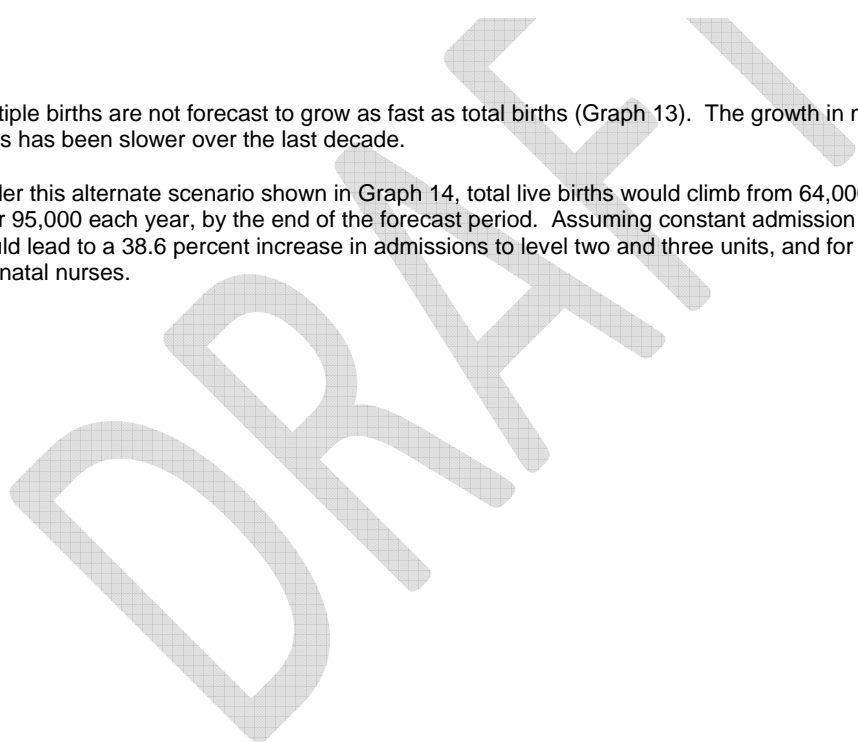 tiple births are not forecast to grow as fast as total births (Graph 13). The growth in
s has been slower over the last decade.
er this alternate scenario shown in Graph 14, total live births would climb from 64,000
r 95,000 each year, by the end of the forecast period. Assuming constant admission
ld lead to a 38.6 percent increase in admissions to level two and three units, and for
natal nurses.
DRAFT